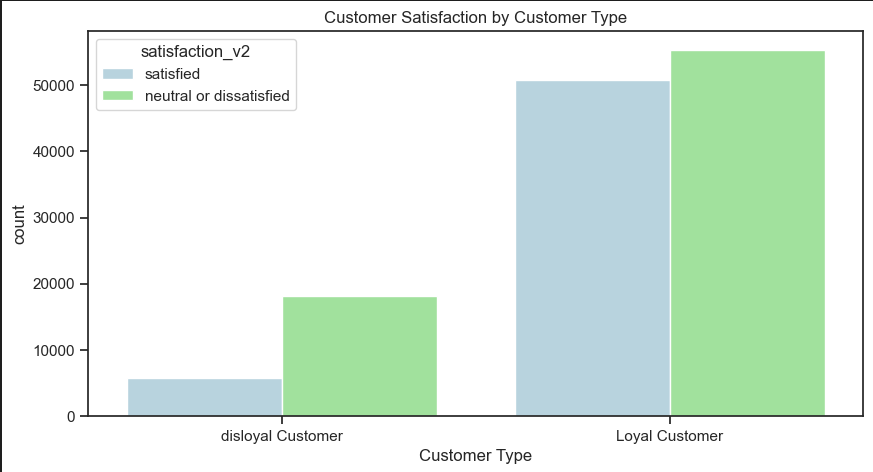 Customer Satisfaction by Customer Type
satisfaction_v2
satisfied
neutral or dissatisfied
50000
40000
30000
20000
10000
0
count
disloyal Customer
Loyal Customer
Customer Type